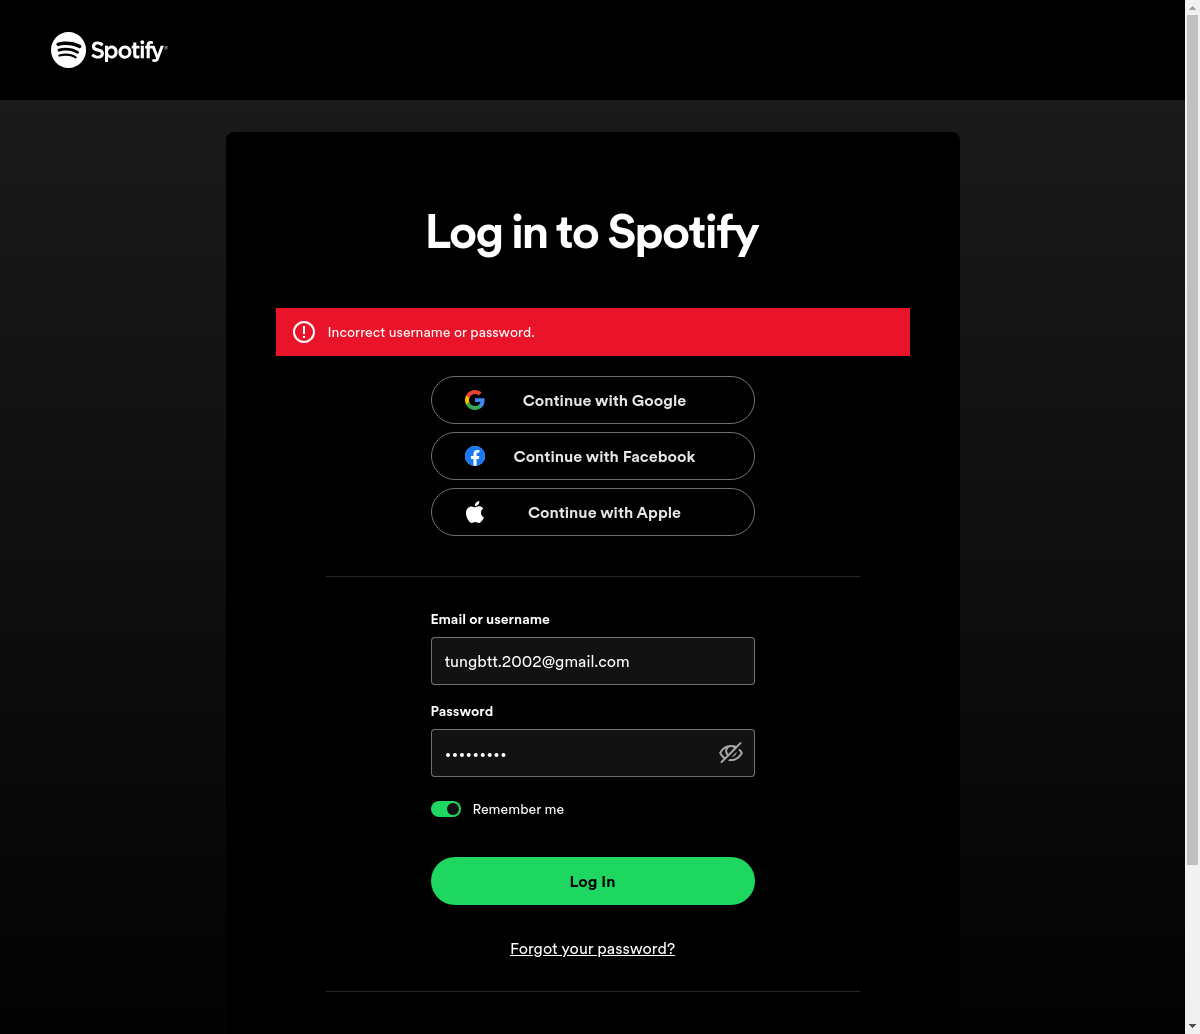 Spotify
Log in to Spotify
Incorrect username or password.
Continue with Google
Continue with Facebook
Continue with Apple
Email or username
tungbtt.2002@gmail.com
Password
•••••••••
Remember me
Log In
Forgot your password?